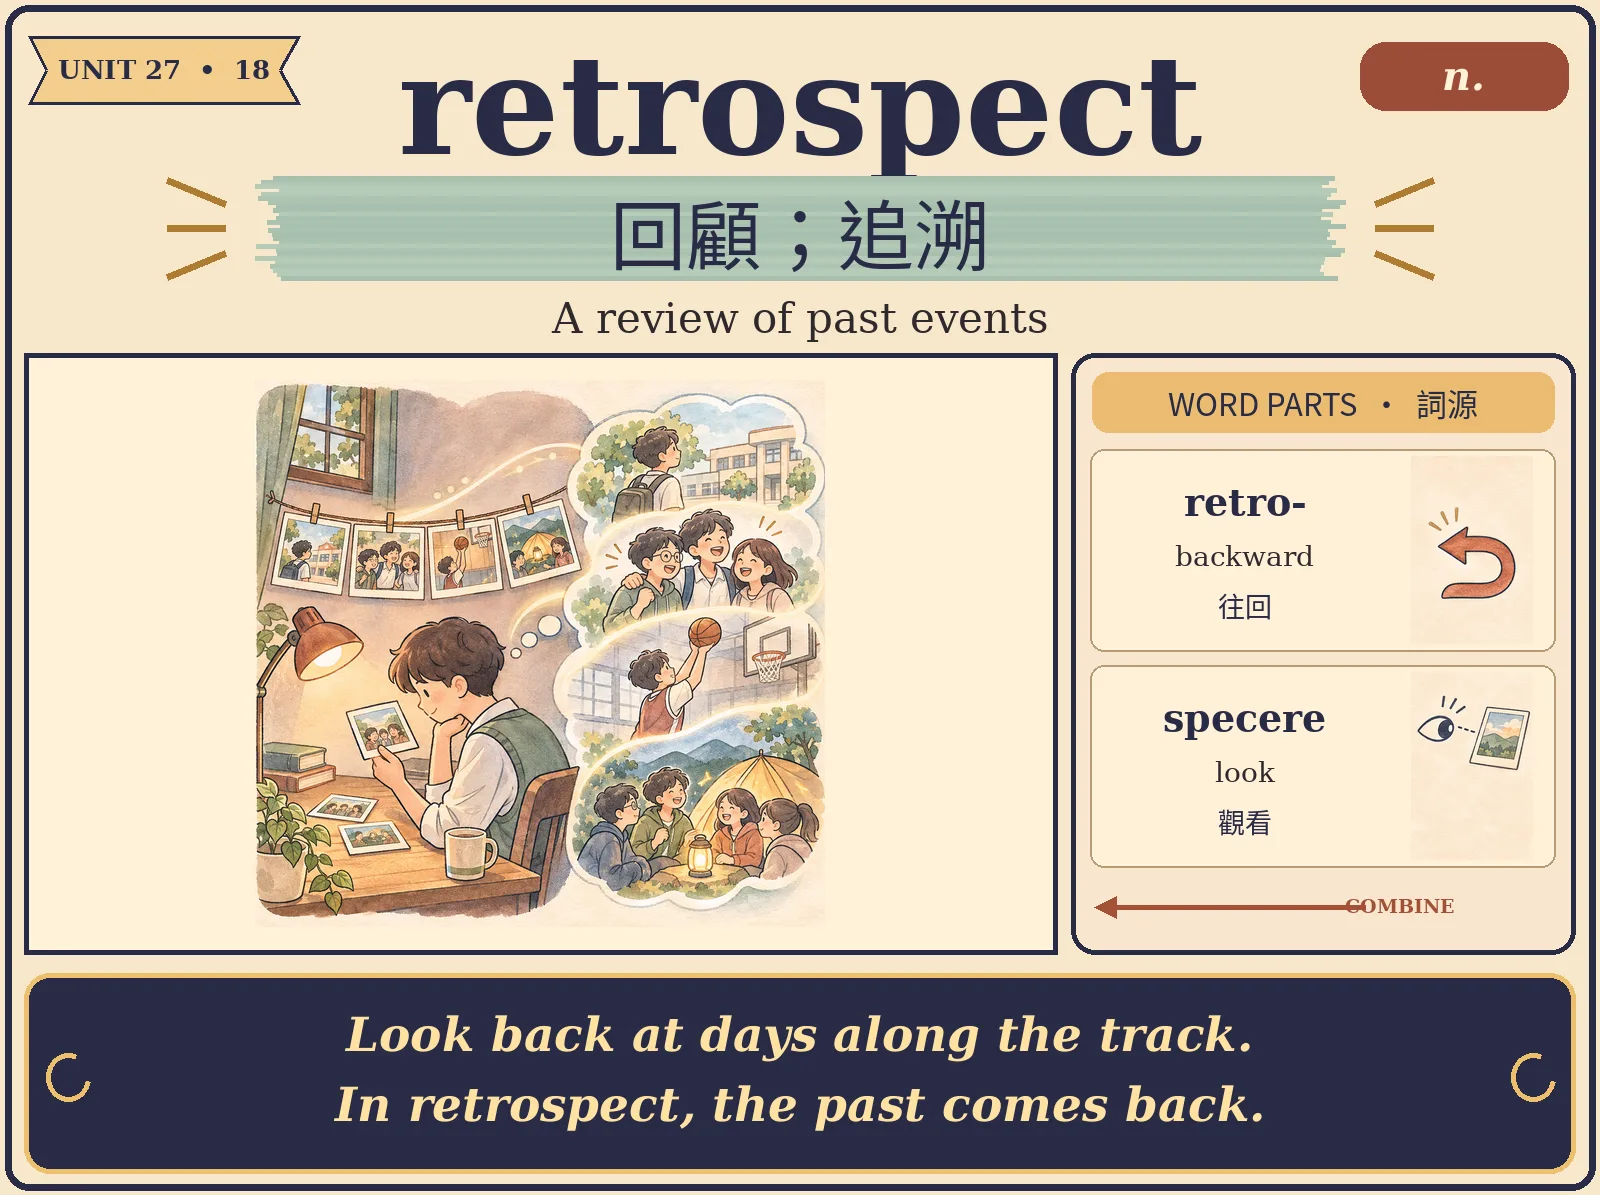 UNIT 27 • 18
retrospect
n.
回顧；追溯
A review of past events
WORD PARTS • 詞源
retro-
backward
往回
specere
look
觀看
COMBINE
Look back at days along the track.
In retrospect, the past comes back.